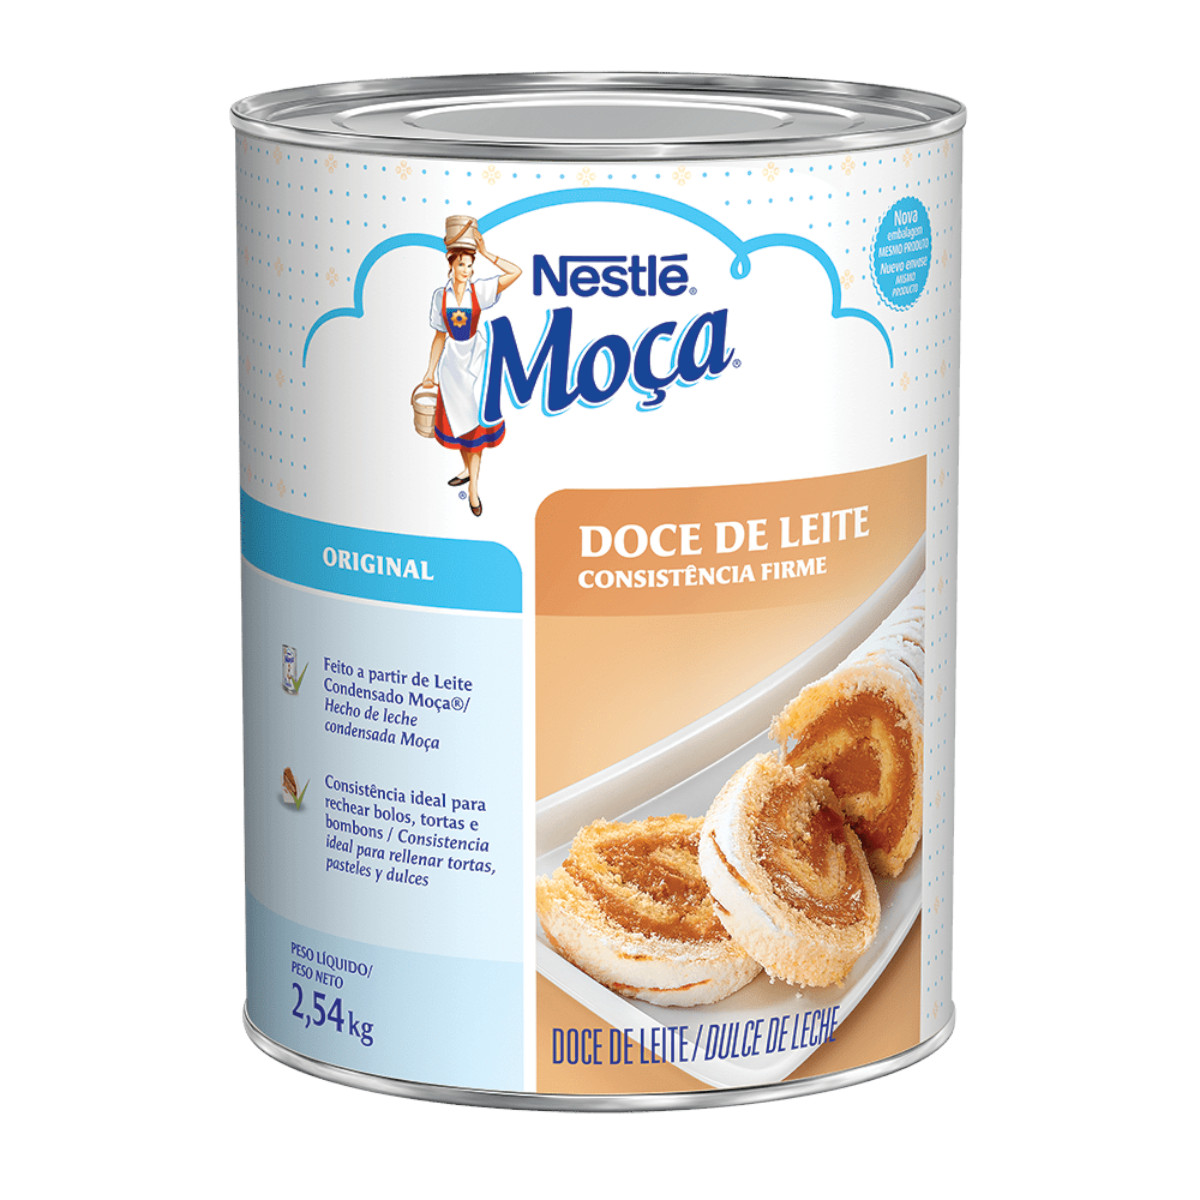 Nova
embalagem
MESMO PRODUTO
Nuevo envase
MISMO
PRODUCTO
Nestlé®
Moça®
DOCE DE LEITE
CONSISTÊNCIA FIRME
ORIGINAL
Feito a partir de Leite
Condensado Moça®/
Hecho de leche
condensada Moça
Consistência ideal para
rechear bolos, tortas e
bombons / Consistencia
ideal para rellenar tortas,
pasteles y dulces
PESO LÍQUIDO/
PESO NETO
2,54kg
DOCE DE LEITE / DULCE DE LECHE